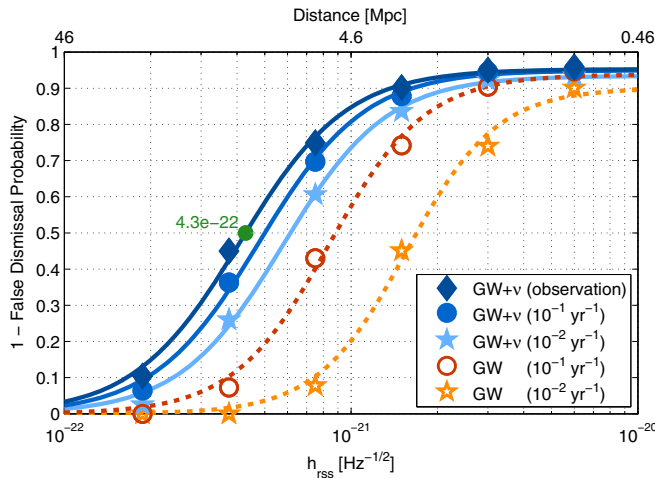 Distance [Mpc]
46 4.6 0.46
1
0.9
0.8
0.7
0.6
0.5
0.4
0.3
0.2
0.1
0
1 − False Dismissal Probability
4.3e−22
GW+ν (observation)
GW+ν (10⁻¹ yr⁻¹)
GW+ν (10⁻² yr⁻¹)
GW (10⁻¹ yr⁻¹)
GW (10⁻² yr⁻¹)
10⁻²² 10⁻²¹ 10⁻²⁰
h_rss [Hz^−1/2]